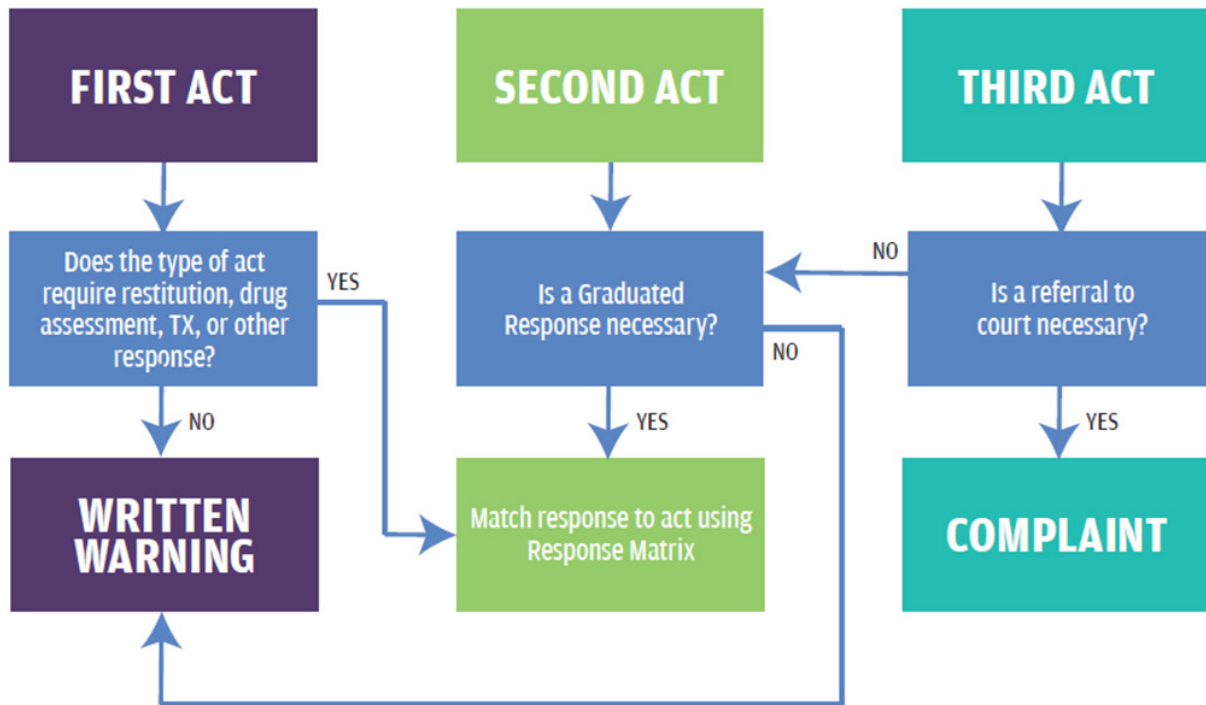 FIRST ACT
SECOND ACT
THIRD ACT
Does the type of act
require restitution, drug
assessment, TX, or other
response?
YES
NO
Is a Graduated
Response necessary?
NO
YES
NO
Is a referral to
court necessary?
YES
WRITTEN
WARNING
Match response to act using
Response Matrix
COMPLAINT